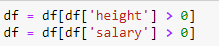 df = df[df['height'] > 0]
df = df[df['salary'] > 0]